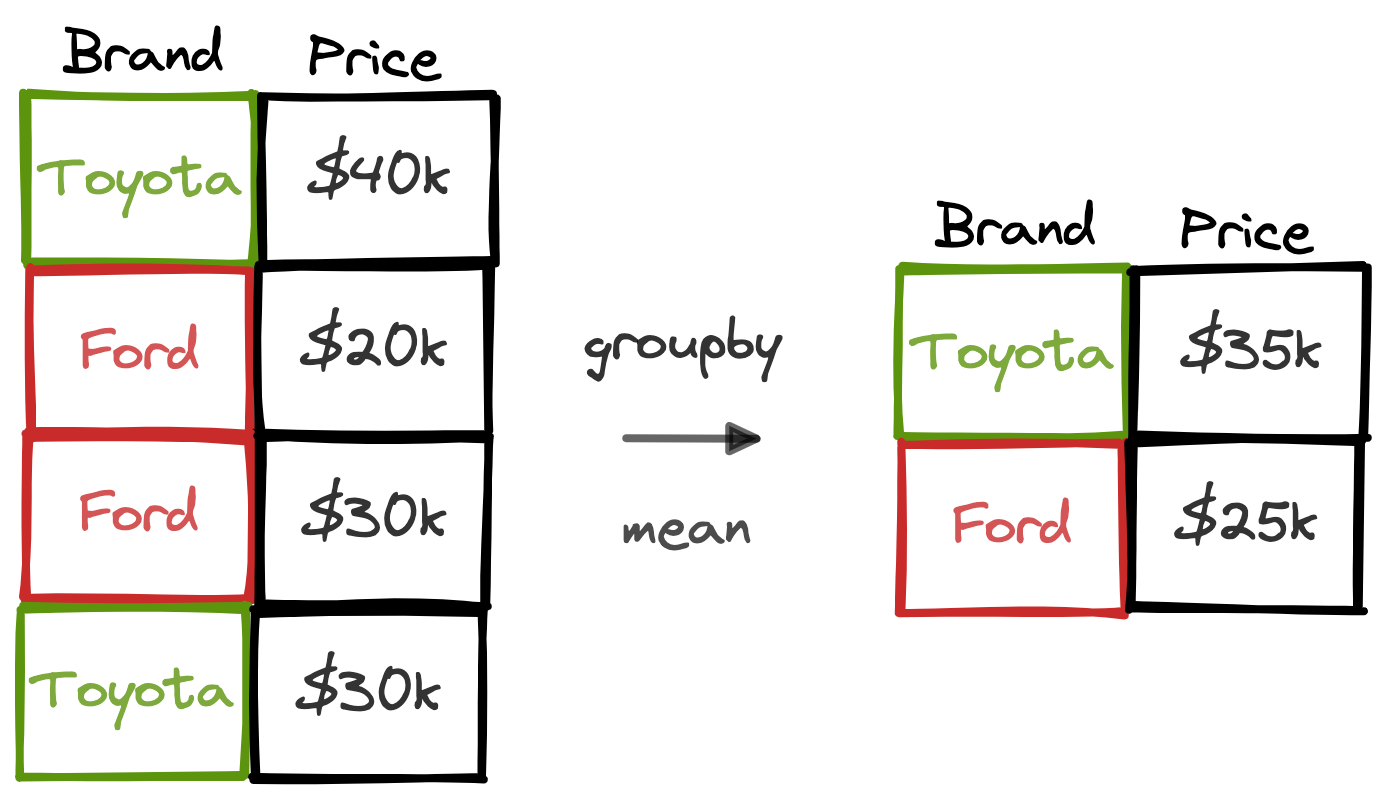 Brand Price
Toyota $40k
Ford $20k
Ford $30k
Toyota $30k
groupby
mean
Brand Price
Toyota $35k
Ford $25k